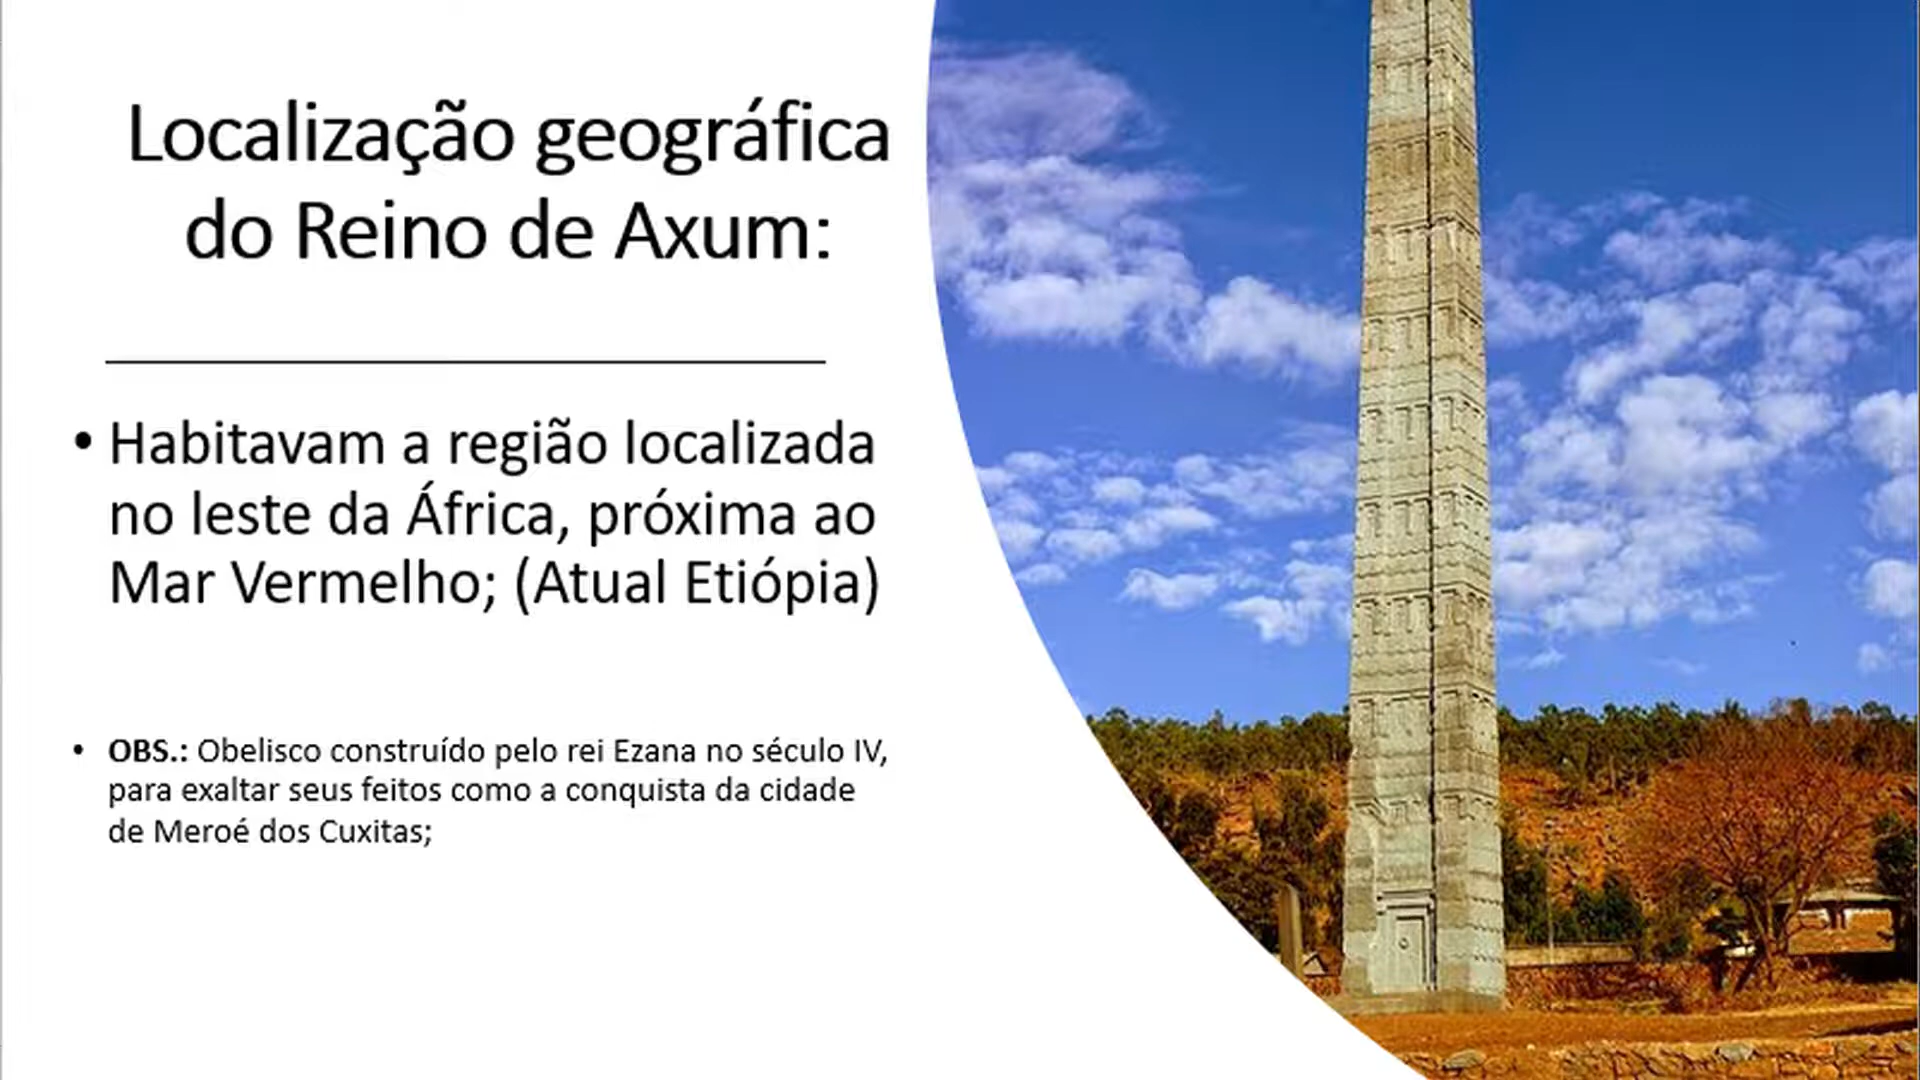 Localização geográfica
do Reino de Axum:
• Habitavam a região localizada
no leste da África, próxima ao
Mar Vermelho; (Atual Etiópia)
• OBS.: Obelisco construído pelo rei Ezana no século IV,
para exaltar seus feitos como a conquista da cidade
de Meroé dos Cuxitas;